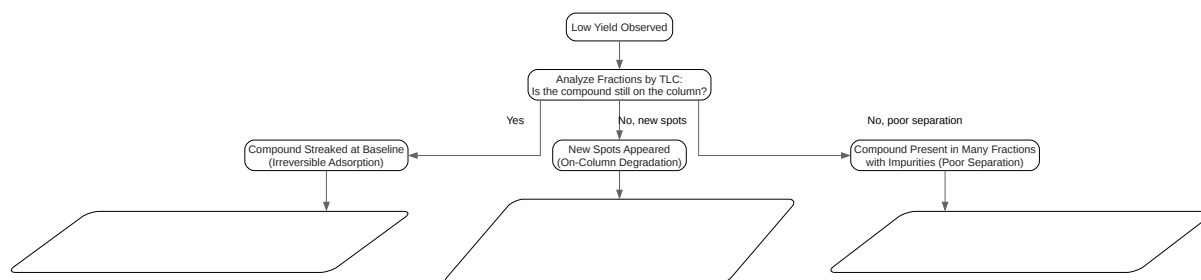 Low Yield Observed
Analyze Fractions by TLC:
Is the compound still on the column?
Yes
No, new spots
No, poor separation
Compound Streaked at Baseline
(Irreversible Adsorption)
New Spots Appeared
(On-Column Degradation)
Compound Present in Many Fractions
with Impurities (Poor Separation)